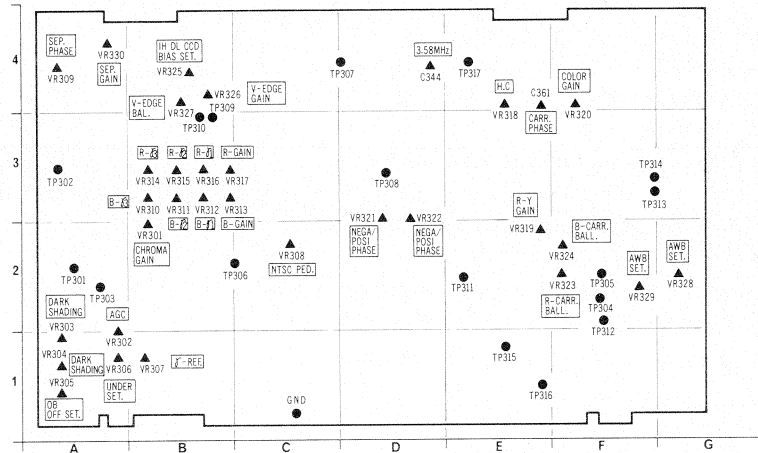 4
SEP.
PHASE
VR309
VR330
SEP.
GAIN
IH DL CCD
BIAS SET.
VR325
VR326
V-EDGE
GAIN
V-EDGE
BAL.
VR327
TP309
TP310
TP307
3.58MHz
C344
TP317
H.C
VR318
C361
CARR.
PHASE
COLOR
GAIN
VR320
3
TP302
R-
R-
R-
R-GAIN
VR314
VR315
VR316
VR317
B-
VR310
VR311
VR312
VR313
VR301
B-
B-
B-GAIN
CHROMA
GAIN
TP308
VR321
VR322
NEGA/
POSI
PHASE
NEGA/
POSI
PHASE
R-Y
GAIN
VR319
TP314
TP313
2
TP301
TP303
TP306
VR308
NTSC PED.
TP311
B-CARR.
BALL.
VR324
VR323
R-CARR.
BALL.
TP305
TP304
TP312
AWB
SET.
VR329
AWB
SET.
VR328
DARK
SHADING
VR303
AGC
VR302
1
VR304
DARK
SHADING
VR305
OB
OFF SET.
VR306
UNDER
SET.
VR307
γ-REF.
GND
TP315
TP316
A
B
C
D
E
F
G